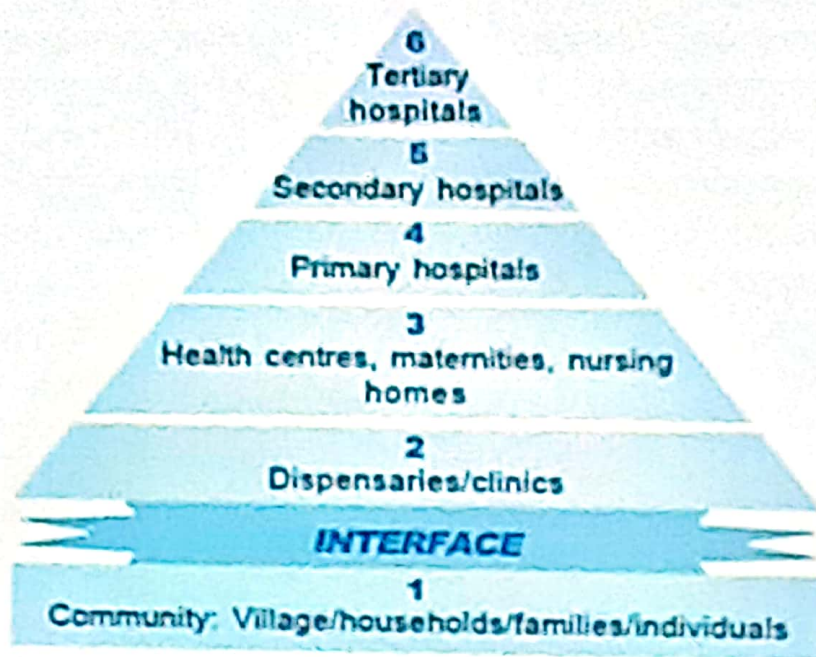 6
Tertiary
hospitals
5
Secondary hospitals
4
Primary hospitals
3
Health centres, maternities, nursing
homes
2
Dispensaries/clinics
INTERFACE
1
Community: Village/households/families/individuals